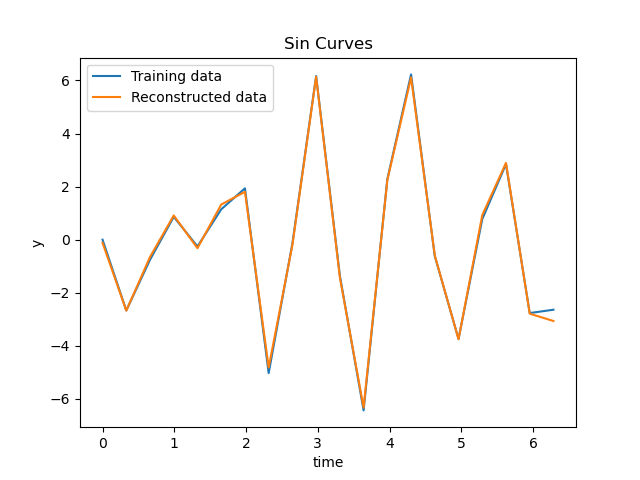 Sin Curves
Training data
Reconstructed data
6
4
2
0
−2
−4
−6
y
0 1 2 3 4 5 6
time